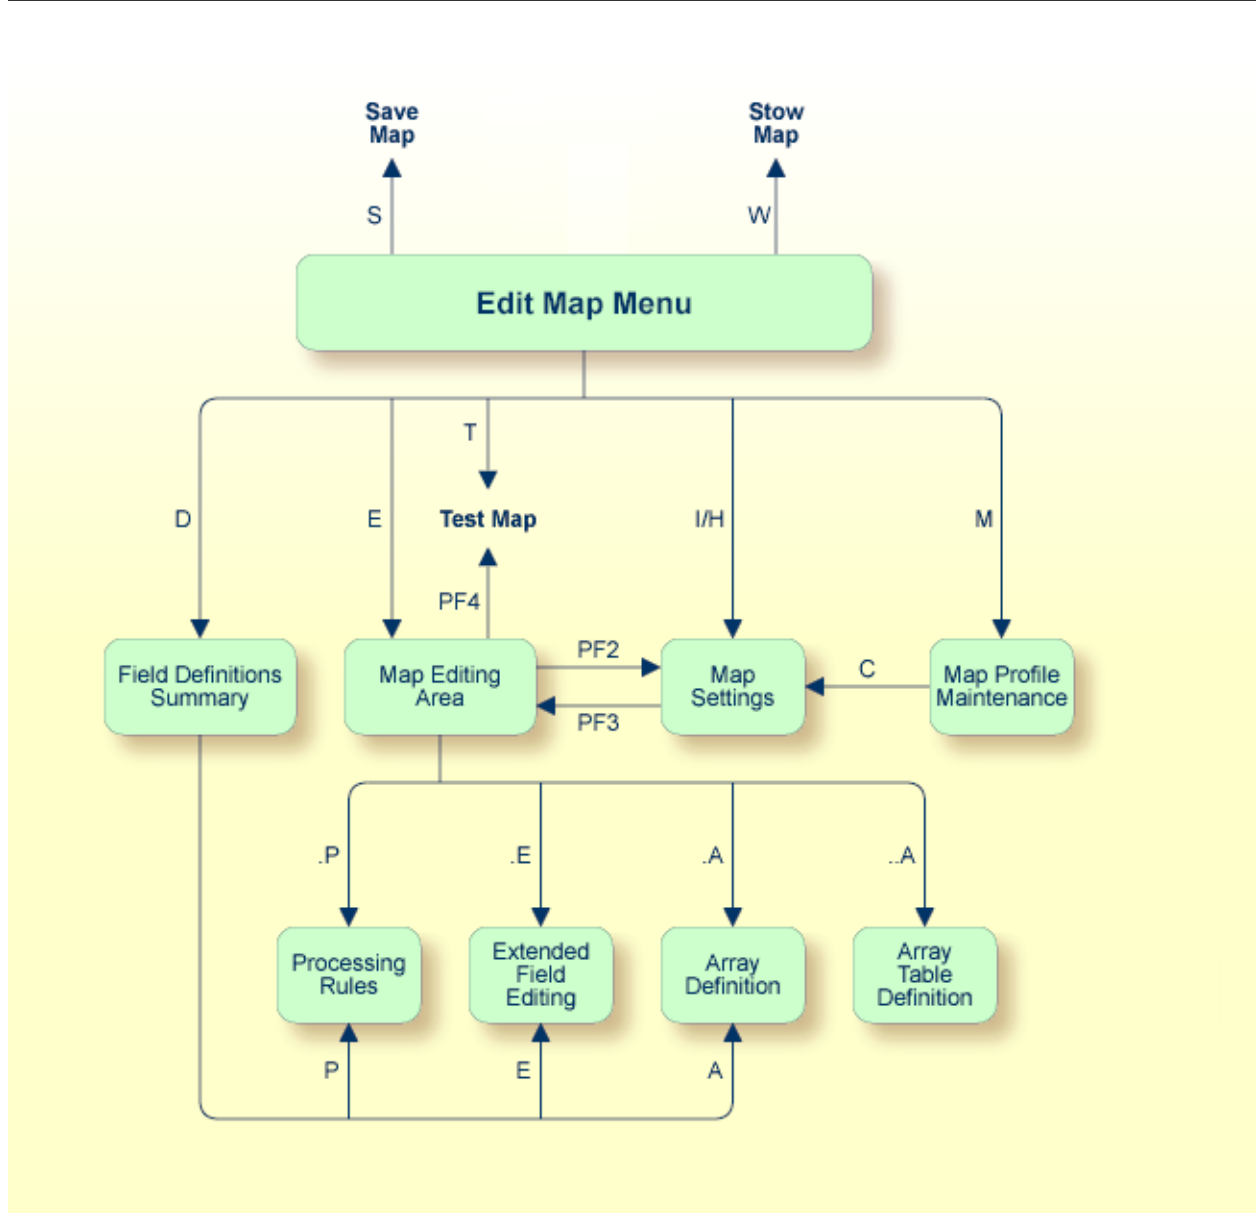 Save
Map
Stow
Map
S
W
Edit Map Menu
T
D
E
Test Map
I/H
M
PF4
PF2
Field Definitions
Summary
Map Editing
Area
Map
Settings
C
Map Profile
Maintenance
PF3
.P
.E
.A
..A
Processing
Rules
Extended
Field
Editing
Array
Definition
Array
Table
Definition
P
E
A